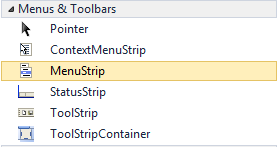 Menus & Toolbars
Pointer
ContextMenuStrip
MenuStrip
StatusStrip
ToolStrip
ToolStripContainer